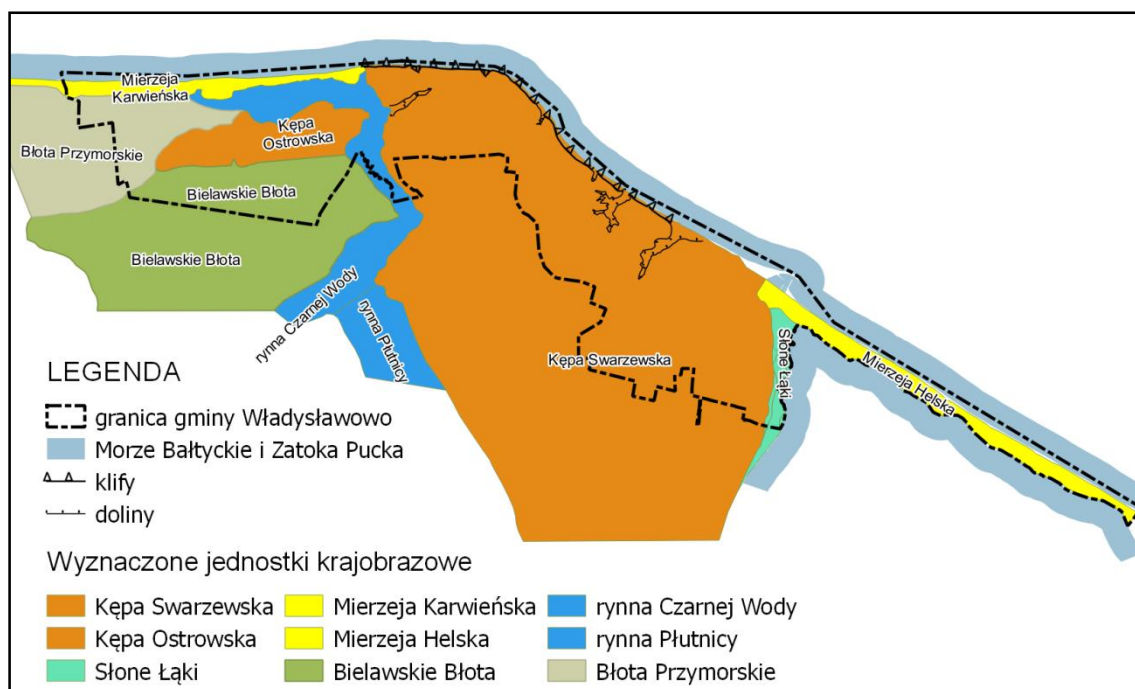 Mierzeja
Karwieńska
Kępa
Ostrowska
Błota Przymorskie
Bielawskie Błota
Bielawskie Błota
rynna Czarnej Wody
rynna Płutnicy
Kępa Swarzewska
Słone Łąki
Mierzeja Helska
LEGENDA
granica gminy Władysławowo
Morze Bałtyckie i Zatoka Pucka
klify
doliny
Wyznaczone jednostki krajobrazowe
Kępa Swarzewska
Mierzeja Karwieńska
rynna Czarnej Wody
Kępa Ostrowska
Mierzeja Helska
rynna Płutnicy
Słone Łąki
Bielawskie Błota
Błota Przymorskie